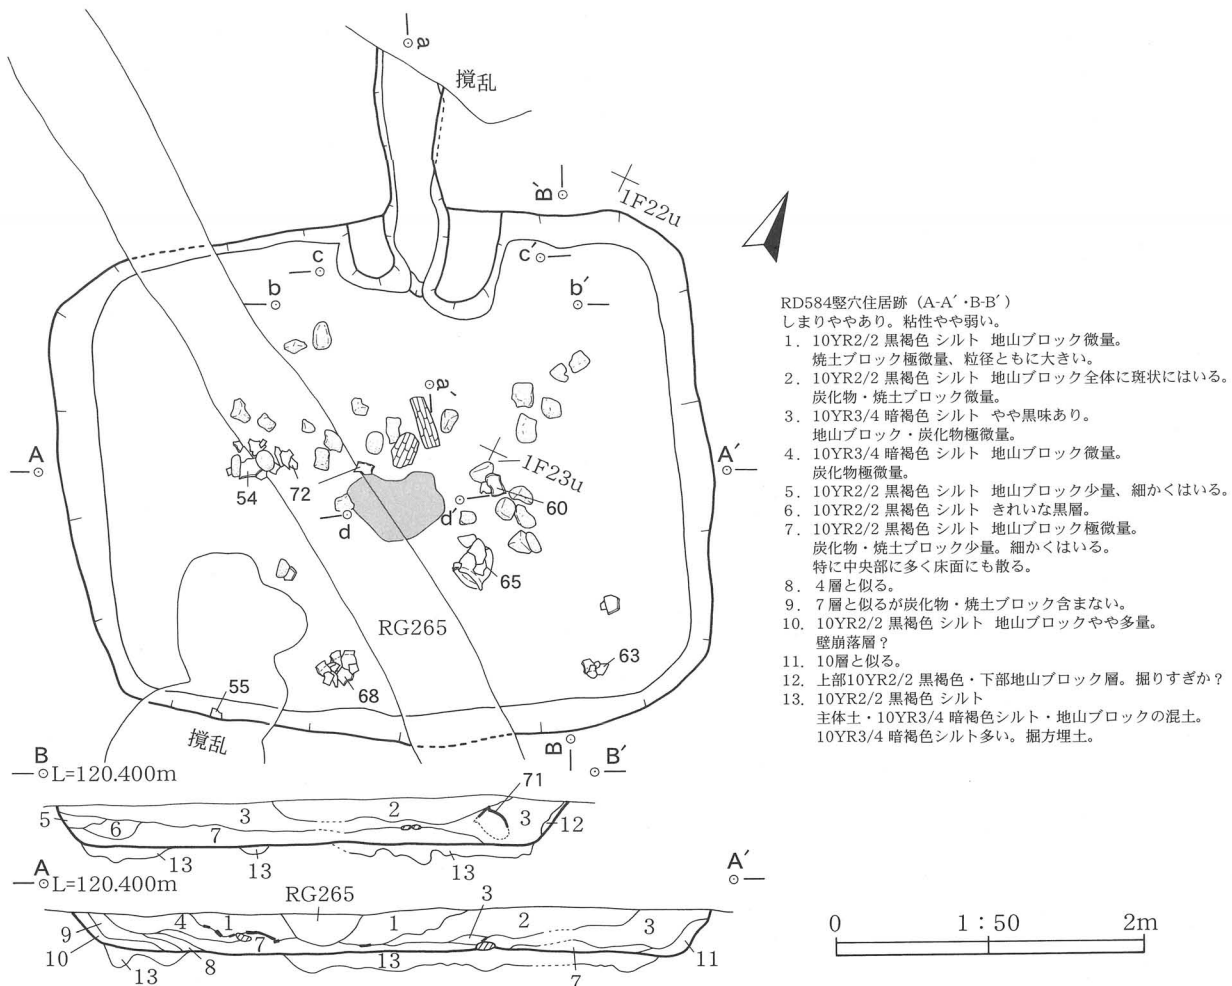 a
撹乱
B´
1F22u
c
c´
b
b´
a´
A
A´
1F23u
54
72
60
d
d´
65
RG265
63
68
55
撹乱
B
B
B´
L=120.400m
71
5
6
3
7
2
3
12
13
13
13
A
A´
L=120.400m
RG265
3
9
4
1
1
2
3
10
7
13
8
13
7
11
RD584竪穴住居跡 (A-A´・B-B´)
しまりややあり。粘性やや弱い。
1. 10YR2/2 黒褐色 シルト 地山ブロック微量。
焼土ブロック極微量、粒径ともに大きい。
2. 10YR2/2 黒褐色 シルト 地山ブロック全体に斑状にはいる。
炭化物・焼土ブロック微量。
3. 10YR3/4 暗褐色 シルト やや黒味あり。
地山ブロック・炭化物極微量。
4. 10YR3/4 暗褐色 シルト 地山ブロック微量。
炭化物極微量。
5. 10YR2/2 黒褐色 シルト 地山ブロック少量、細かくはいる。
6. 10YR2/2 黒褐色 シルト きれいな黒層。
7. 10YR2/2 黒褐色 シルト 地山ブロック極微量。
炭化物・焼土ブロック少量。細かくはいる。
特に中央部に多く床面にも散る。
8. 4層と似る。
9. 7層と似るが炭化物・焼土ブロック含まない。
10. 10YR2/2 黒褐色 シルト 地山ブロックやや多量。
壁崩落層?
11. 10層と似る。
12. 上部10YR2/2 黒褐色・下部地山ブロック層。掘りすぎか?
13. 10YR2/2 黒褐色 シルト
主体土・10YR3/4 暗褐色シルト・地山ブロックの混土。
10YR3/4 暗褐色シルト多い。掘方埋土。
0 1:50 2m